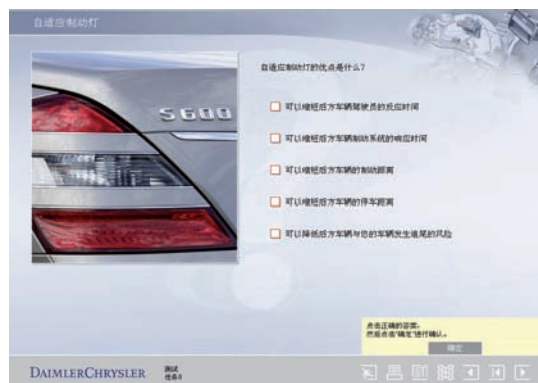 自适应制动灯
S600
自适应制动灯的优点是什么?
可以缩短后方车辆驾驶员的反应时间
可以缩短后方车辆制动系统的响应时间
可以缩短后方车辆的制动距离
可以缩短后方车辆的停车距离
可以降低后方车辆与您的车辆发生追尾的风险
点击正确的答案。
然后点击“确定”进行确认。
确定
DAIMLERCHRYSLER
测试